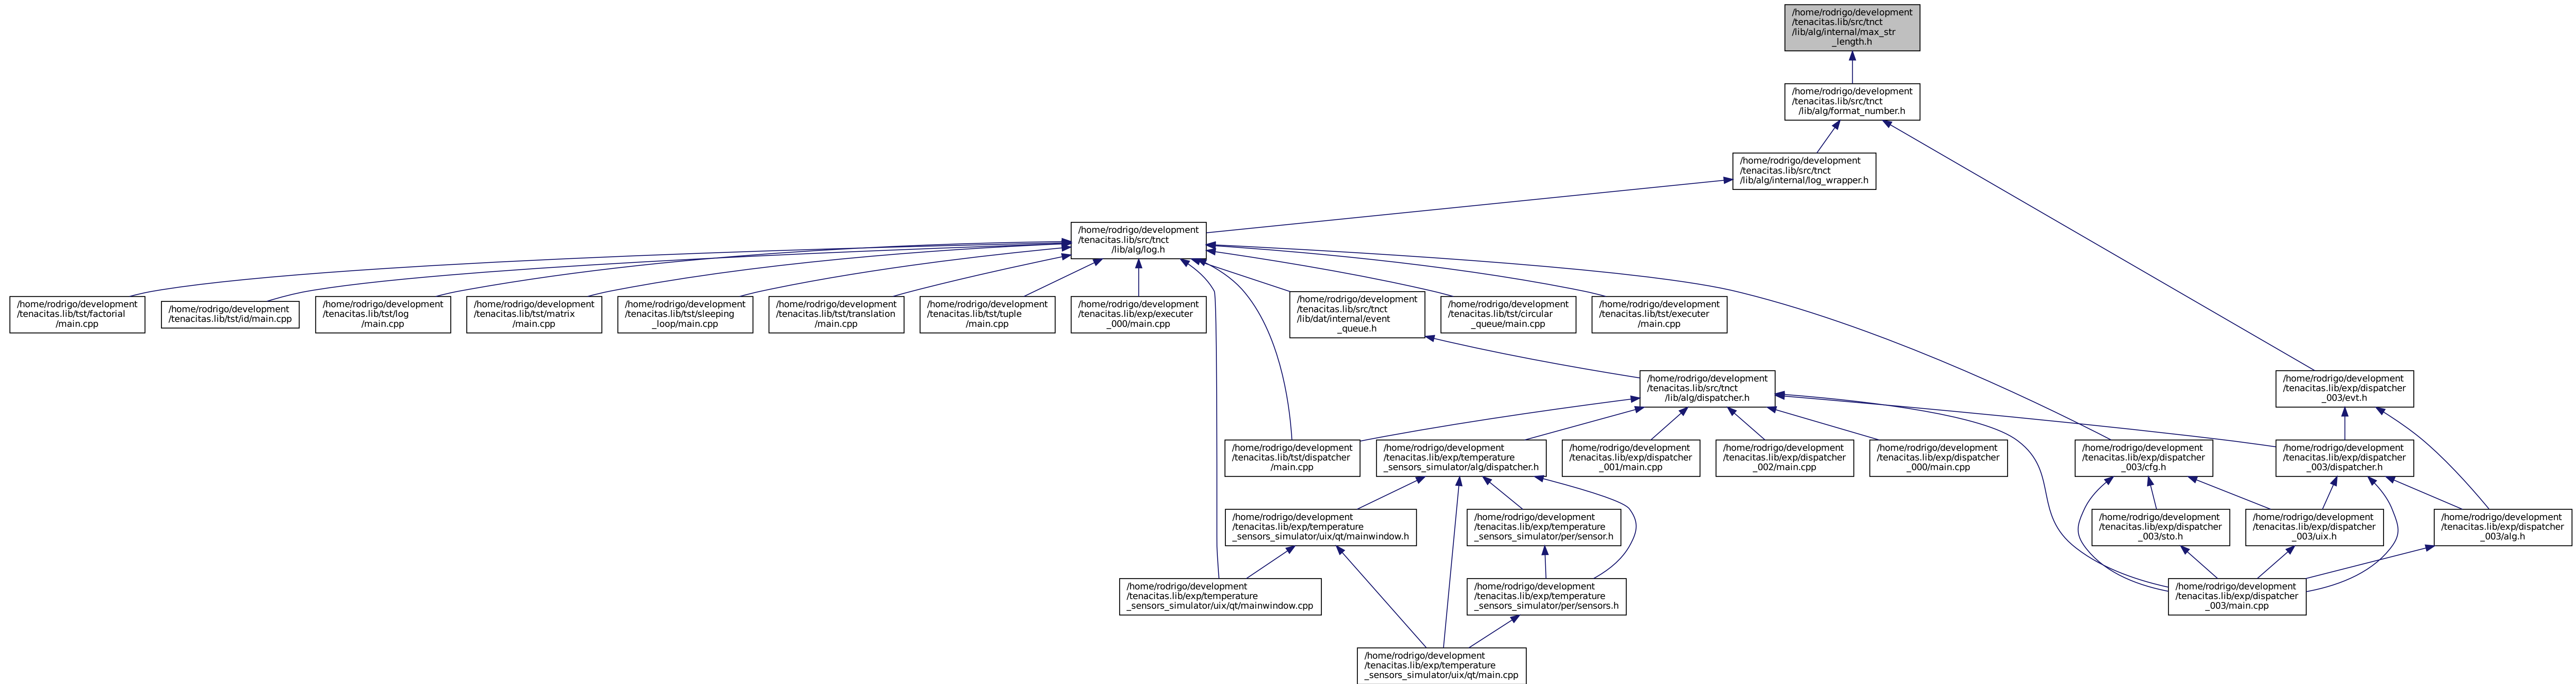 /home/rodrigo/development
/tenacitas.lib/src/tnct
/lib/alg/internal/max_str
_length.h
/home/rodrigo/development
/tenacitas.lib/src/tnct
/lib/alg/format_number.h
/home/rodrigo/development
/tenacitas.lib/src/tnct
/lib/alg/internal/log_wrapper.h
/home/rodrigo/development
/tenacitas.lib/src/tnct
/lib/alg/log.h
/home/rodrigo/development
/tenacitas.lib/tst/factorial
/main.cpp
/home/rodrigo/development
/tenacitas.lib/tst/id/main.cpp
/home/rodrigo/development
/tenacitas.lib/tst/log
/main.cpp
/home/rodrigo/development
/tenacitas.lib/tst/matrix
/main.cpp
/home/rodrigo/development
/tenacitas.lib/tst/sleeping
_loop/main.cpp
/home/rodrigo/development
/tenacitas.lib/tst/translation
/main.cpp
/home/rodrigo/development
/tenacitas.lib/tst/tuple
/main.cpp
/home/rodrigo/development
/tenacitas.lib/exp/executer
_000/main.cpp
/home/rodrigo/development
/tenacitas.lib/src/tnct
/lib/dat/internal/event
_queue.h
/home/rodrigo/development
/tenacitas.lib/tst/circular
_queue/main.cpp
/home/rodrigo/development
/tenacitas.lib/tst/executer
/main.cpp
/home/rodrigo/development
/tenacitas.lib/src/tnct
/lib/alg/dispatcher.h
/home/rodrigo/development
/tenacitas.lib/exp/dispatcher
_003/evt.h
/home/rodrigo/development
/tenacitas.lib/tst/dispatcher
/main.cpp
/home/rodrigo/development
/tenacitas.lib/exp/temperature
_sensors_simulator/alg/dispatcher.h
/home/rodrigo/development
/tenacitas.lib/exp/dispatcher
_001/main.cpp
/home/rodrigo/development
/tenacitas.lib/exp/dispatcher
_002/main.cpp
/home/rodrigo/development
/tenacitas.lib/exp/dispatcher
_000/main.cpp
/home/rodrigo/development
/tenacitas.lib/exp/dispatcher
_003/cfg.h
/home/rodrigo/development
/tenacitas.lib/exp/dispatcher
_003/dispatcher.h
/home/rodrigo/development
/tenacitas.lib/exp/temperature
_sensors_simulator/uix/qt/mainwindow.h
/home/rodrigo/development
/tenacitas.lib/exp/temperature
_sensors_simulator/per/sensor.h
/home/rodrigo/development
/tenacitas.lib/exp/dispatcher
_003/sto.h
/home/rodrigo/development
/tenacitas.lib/exp/dispatcher
_003/uix.h
/home/rodrigo/development
/tenacitas.lib/exp/dispatcher
_003/alg.h
/home/rodrigo/development
/tenacitas.lib/exp/temperature
_sensors_simulator/uix/qt/mainwindow.cpp
/home/rodrigo/development
/tenacitas.lib/exp/temperature
_sensors_simulator/per/sensors.h
/home/rodrigo/development
/tenacitas.lib/exp/dispatcher
_003/main.cpp
/home/rodrigo/development
/tenacitas.lib/exp/temperature
_sensors_simulator/uix/qt/main.cpp